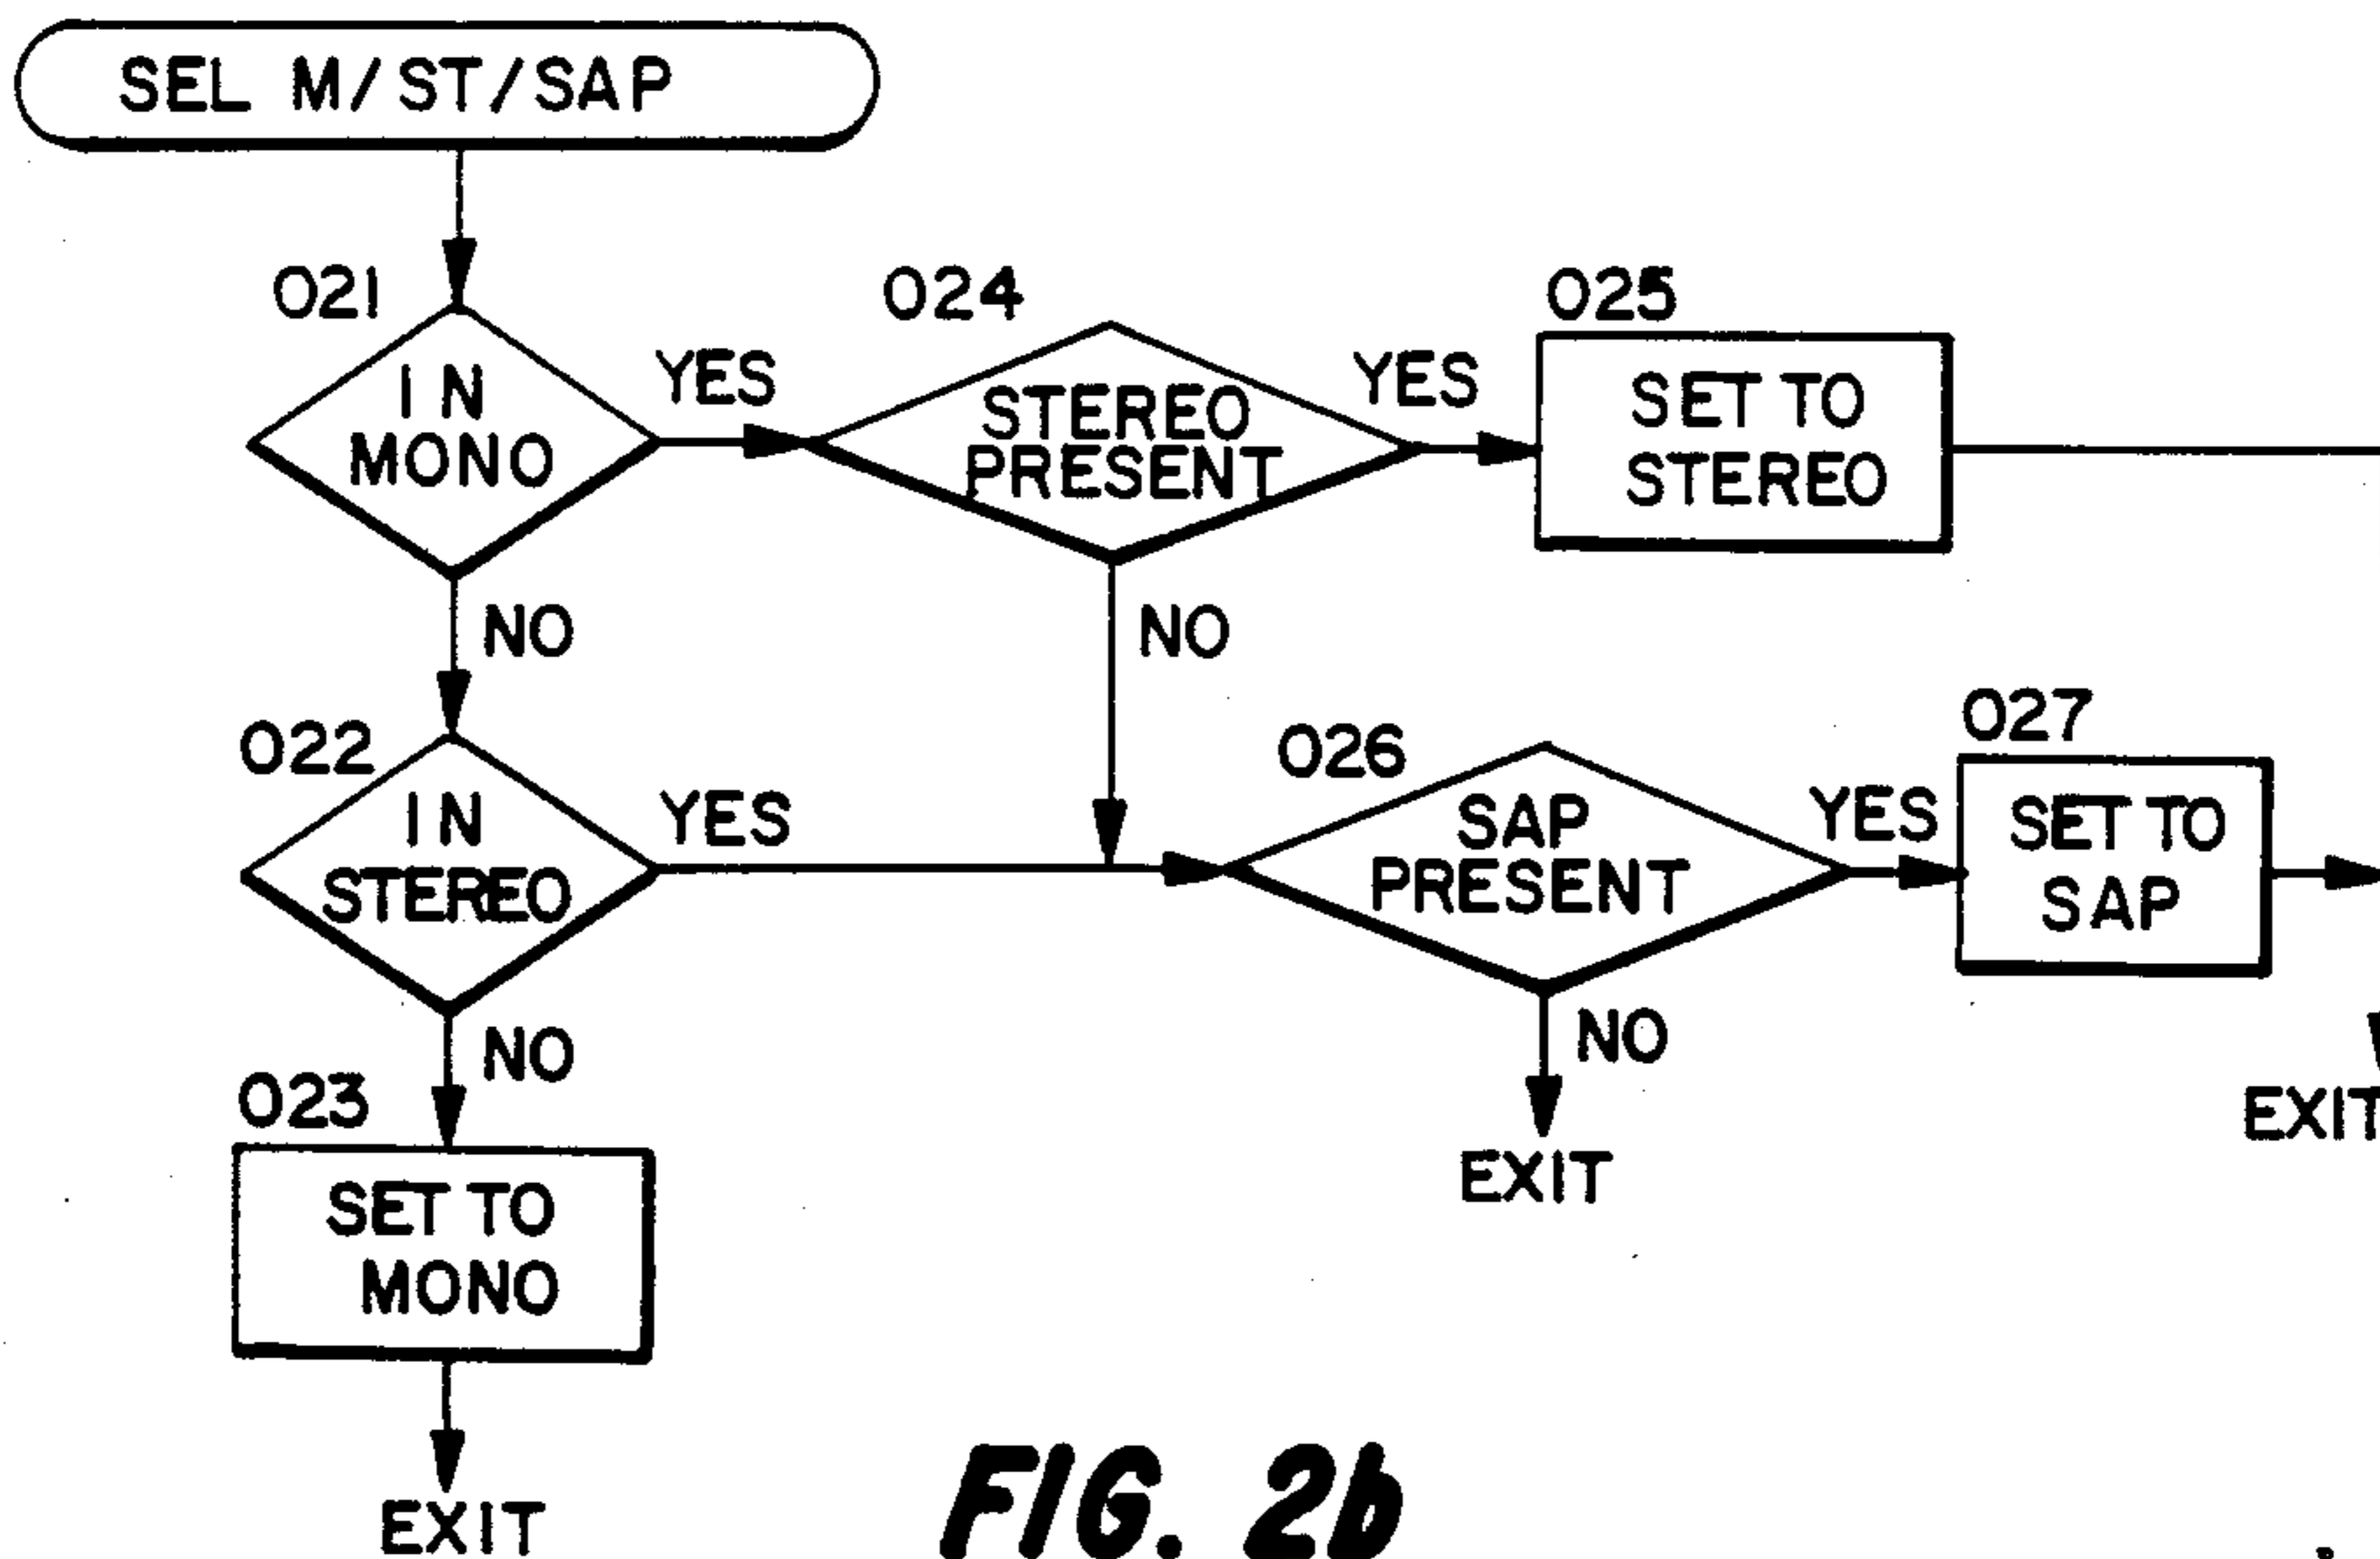 SEL M/ST/SAP
021
IN
MONO
YES
NO
024
STEREO
PRESENT
YES
NO
025
SET TO
STEREO
022
IN
STEREO
YES
NO
026
SAP
PRESENT
YES
NO
EXIT
027
SET TO
SAP
EXIT
023
SET TO
MONO
EXIT
FIG. 2b